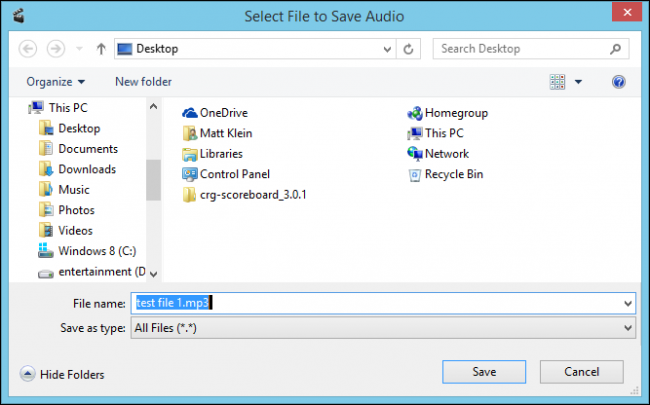 Select File to Save Audio
Desktop
Search Desktop
Organize
New folder
This PC
Desktop
Documents
Downloads
Music
Photos
Videos
Windows 8 (C:)
entertainment (D
OneDrive
Matt Klein
Libraries
Control Panel
crg-scoreboard_3.0.1
Homegroup
This PC
Network
Recycle Bin
File name: test file 1.mp3
Save as type: All Files (*.*)
Hide Folders
Save
Cancel